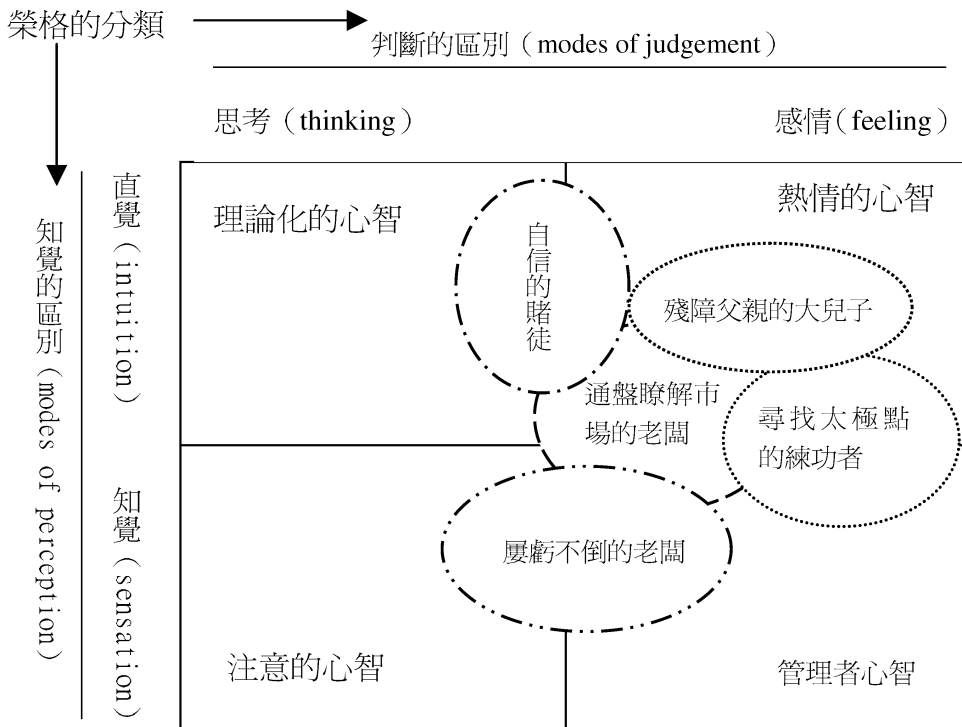 榮格的分類
判斷的區別（modes of judgement）
思考（thinking）
感情（feeling）
知覺的區別（modes of perception）
直覺（intuition）
知覺（sensation）
理論化的心智
熱情的心智
自信的賭徒
殘障父親的大兒子
通盤瞭解市
場的老闆
尋找太極點
的練功者
屢虧不倒的老闆
注意的心智
管理者心智